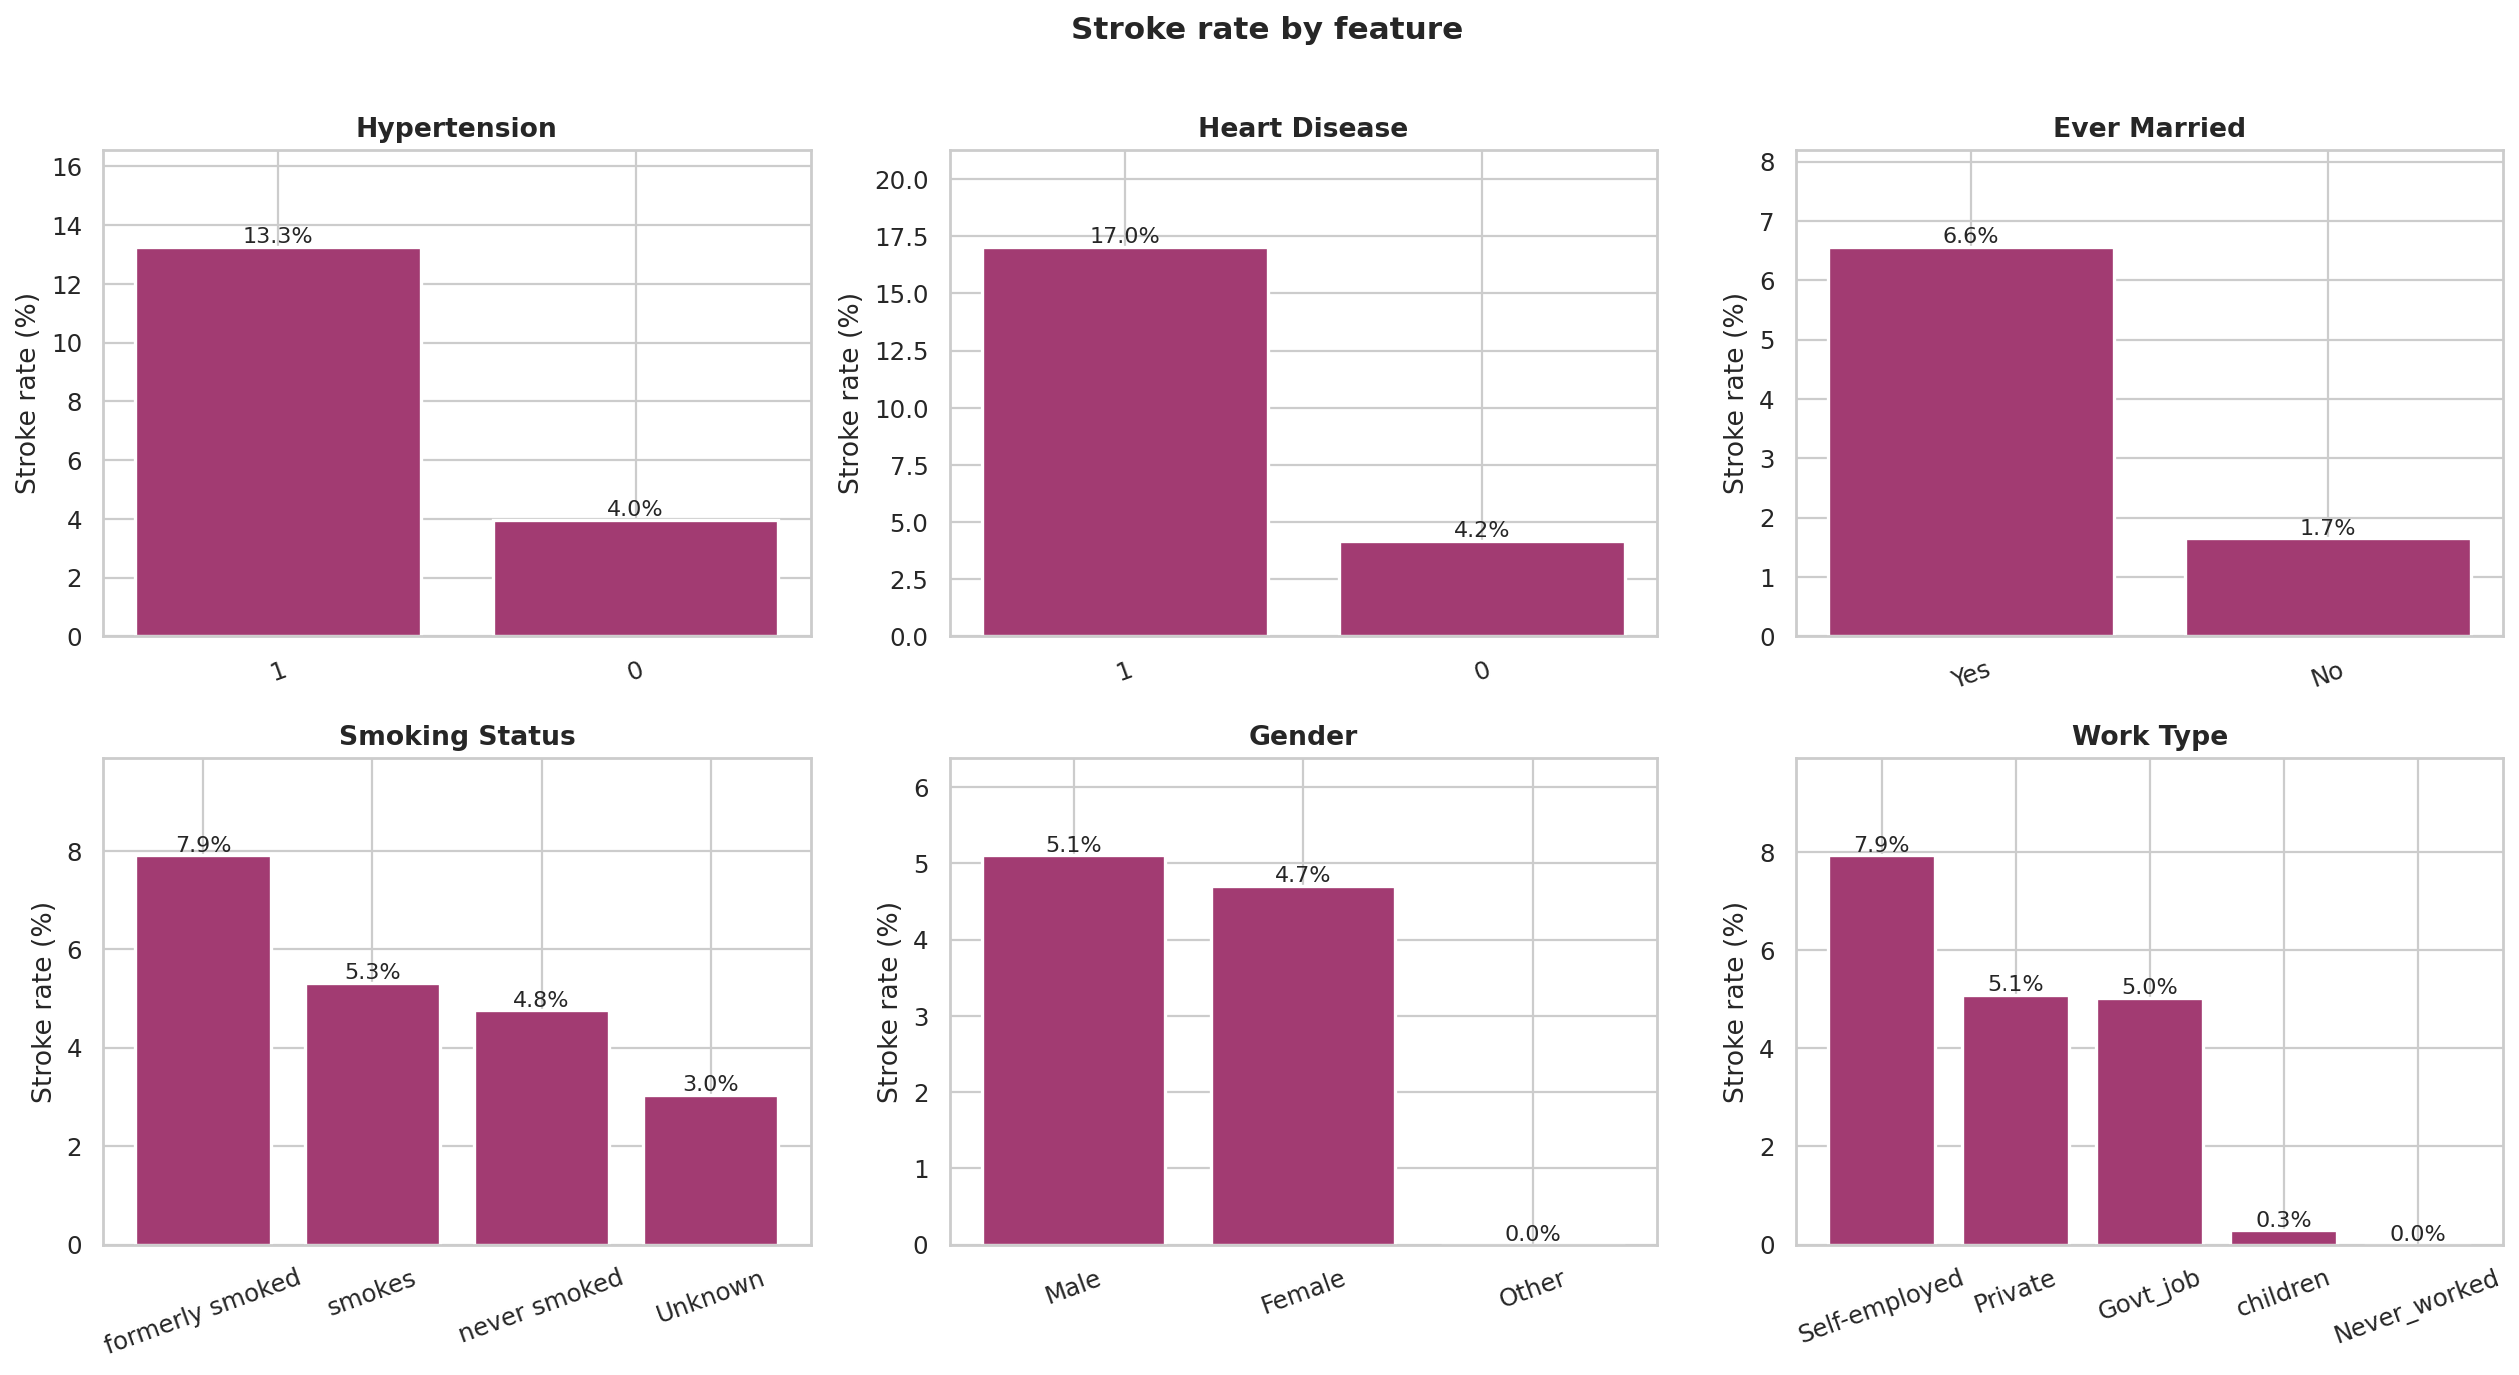 Stroke rate by feature
Hypertension
Stroke rate (%)
16
14
12
10
8
6
4
2
0
13.3%
4.0%
1
0
Heart Disease
Stroke rate (%)
20.0
17.5
15.0
12.5
10.0
7.5
5.0
2.5
0.0
17.0%
4.2%
1
0
Ever Married
Stroke rate (%)
8
7
6
5
4
3
2
1
0
6.6%
1.7%
Yes
No
Smoking Status
Stroke rate (%)
8
6
4
2
0
7.9%
5.3%
4.8%
3.0%
formerly smoked
smokes
never smoked
Unknown
Gender
Stroke rate (%)
6
5
4
3
2
1
0
5.1%
4.7%
0.0%
Male
Female
Other
Work Type
Stroke rate (%)
8
6
4
2
0
7.9%
5.1%
5.0%
0.3%
0.0%
Self-employed
Private
Govt_job
children
Never_worked